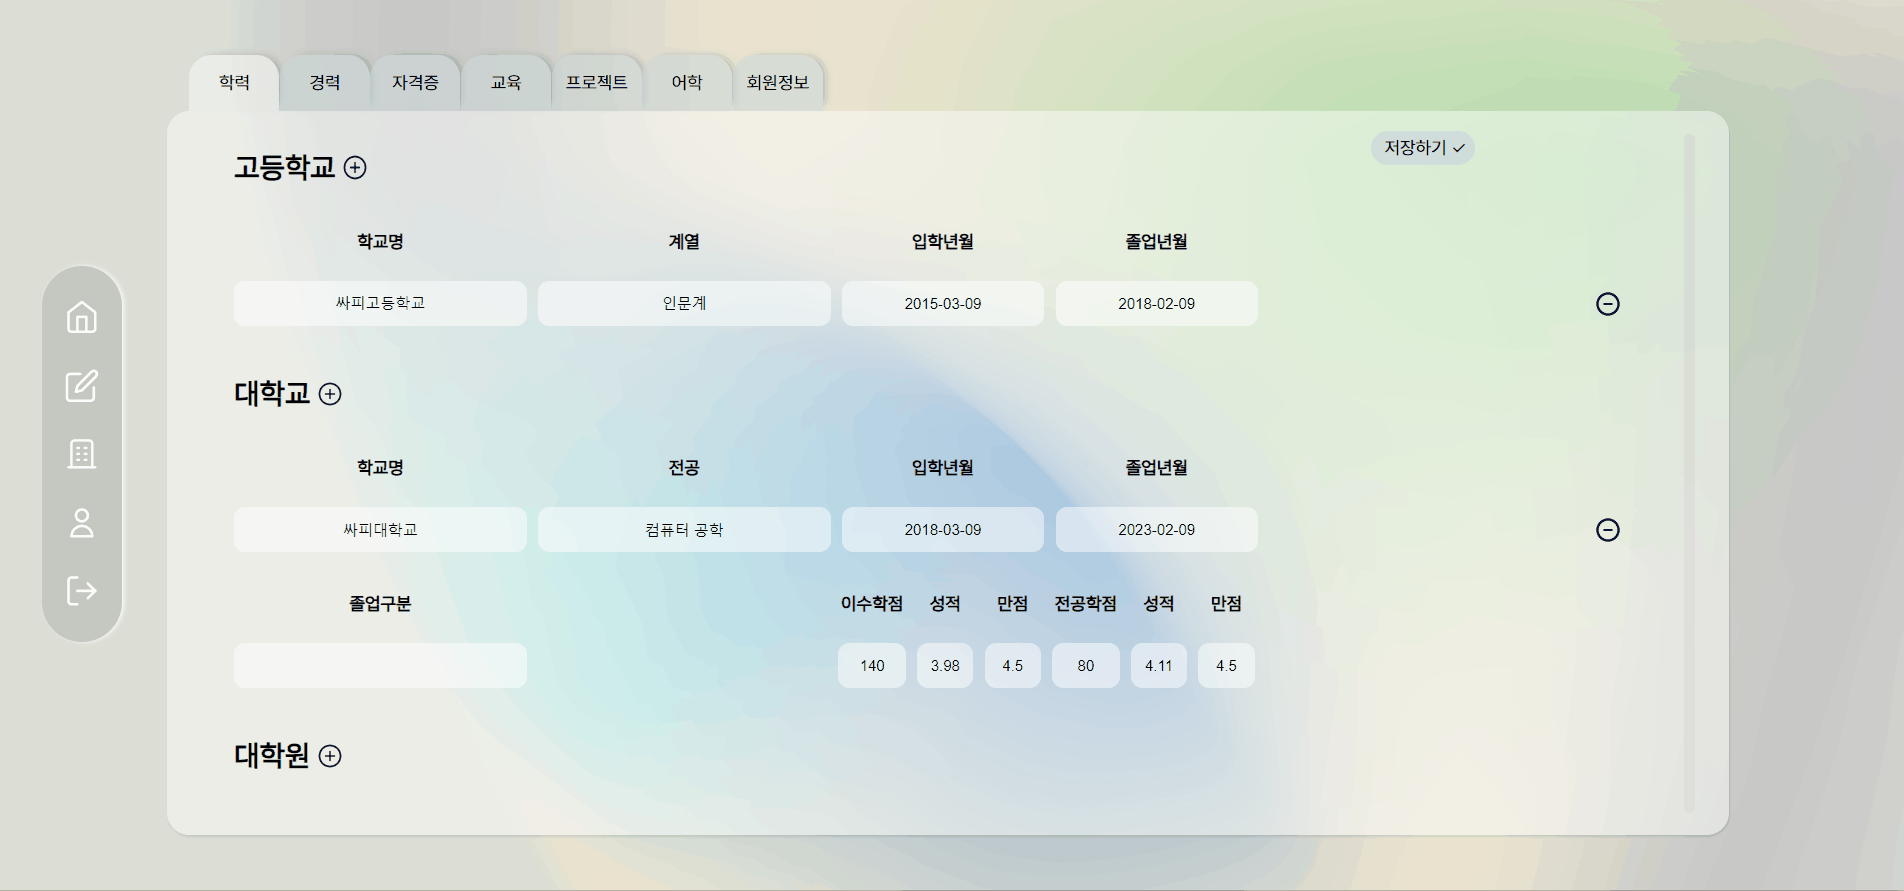 학력 경력 자격증 교육 프로젝트 어학 회원정보
저장하기
고등학교
학교명 계열 입학년월 졸업년월
싸피고등학교 인문계 2015-03-09 2018-02-09
대학교
학교명 전공 입학년월 졸업년월
싸피대학교 컴퓨터 공학 2018-03-09 2023-02-09
졸업구분 이수학점 성적 만점 전공학점 성적 만점
140 3.98 4.5 80 4.11 4.5
대학원